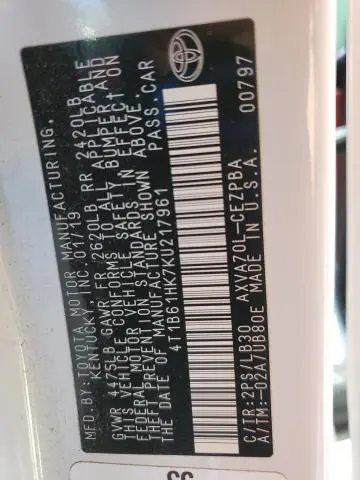 MFD.BY:TOYOTA MOTOR MANUFACTURING,
KENTUCKY, INC. 01/19
GVWR 4475LB GAWR FR 2620LB RR 2420LB
THIS VEHICLE CONFORMS TO ALL APPLICABLE
FEDERAL MOTOR VEHICLE SAFETY, BUMPER, AND
THEFT PREVENTION STANDARDS IN EFFECT ON
THE DATE OF MANUFACTURE SHOWN ABOVE.
4T1B61HK7KU217961 PASS.CAR
C/TR:2PS/LB30 AXVA70L-CEZPBA
A/TM:-02A/UB80E MADE IN U.S.A. 00797